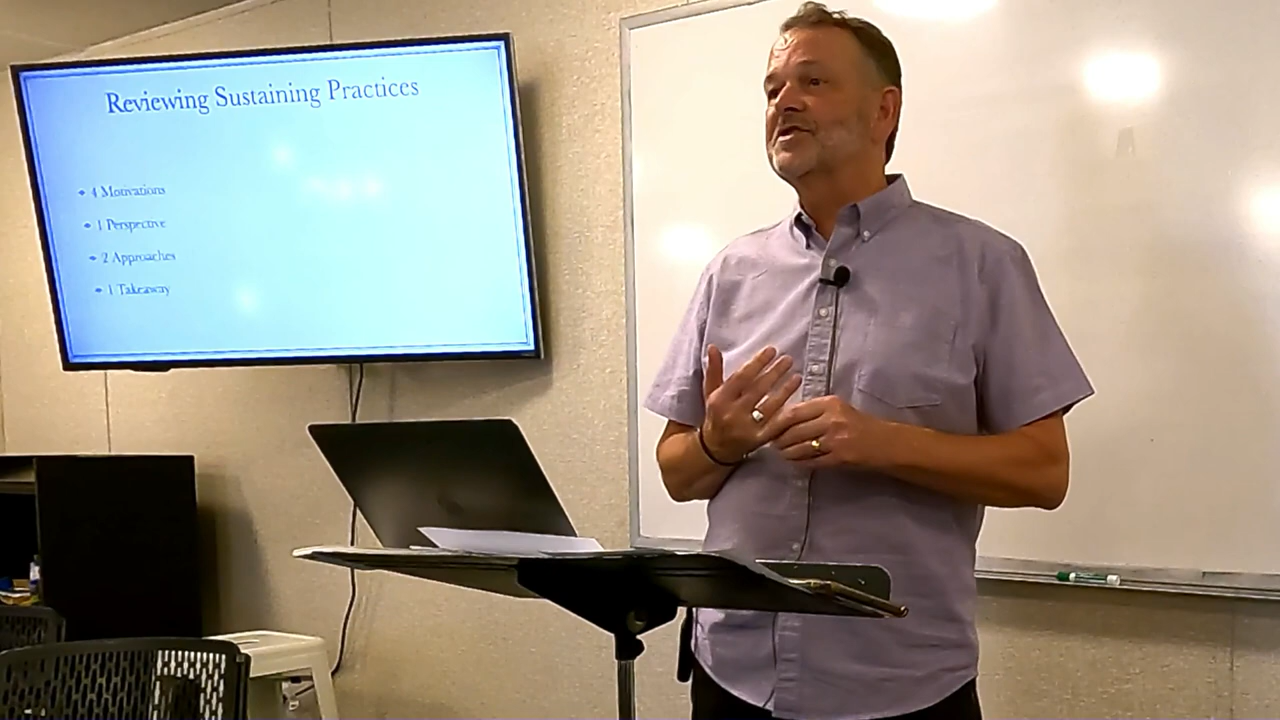 Reviewing Sustaining Practices
4 Motivations
1 Perspective
2 Approaches
1 Takeaway